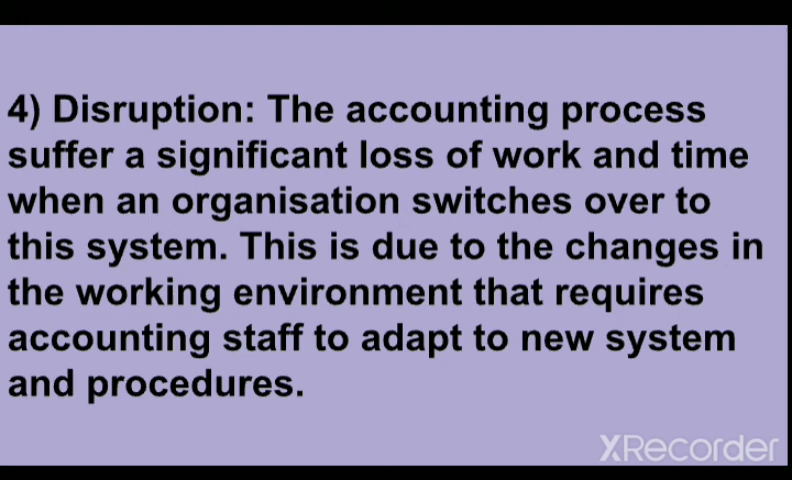 4) Disruption: The accounting process
suffer a significant loss of work and time
when an organisation switches over to
this system. This is due to the changes in
the working environment that requires
accounting staff to adapt to new system
and procedures.
XRecorder